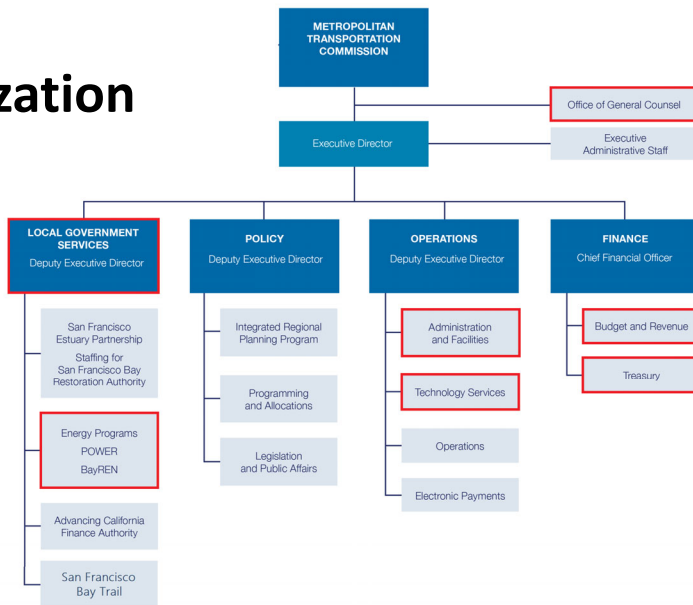 zation
METROPOLITAN
TRANSPORTATION
COMMISSION
Office of General Counsel
Executive Director
Executive
Administrative Staff
LOCAL GOVERNMENT
SERVICES
Deputy Executive Director
POLICY
Deputy Executive Director
OPERATIONS
Deputy Executive Director
FINANCE
Chief Financial Officer
San Francisco
Estuary Partnership
Staffing for
San Francisco Bay
Restoration Authority
Energy Programs
POWER
BayREN
Advancing California
Finance Authority
San Francisco
Bay Trail
Integrated Regional
Planning Program
Programming
and Allocations
Legislation
and Public Affairs
Administration
and Facilities
Technology Services
Operations
Electronic Payments
Budget and Revenue
Treasury